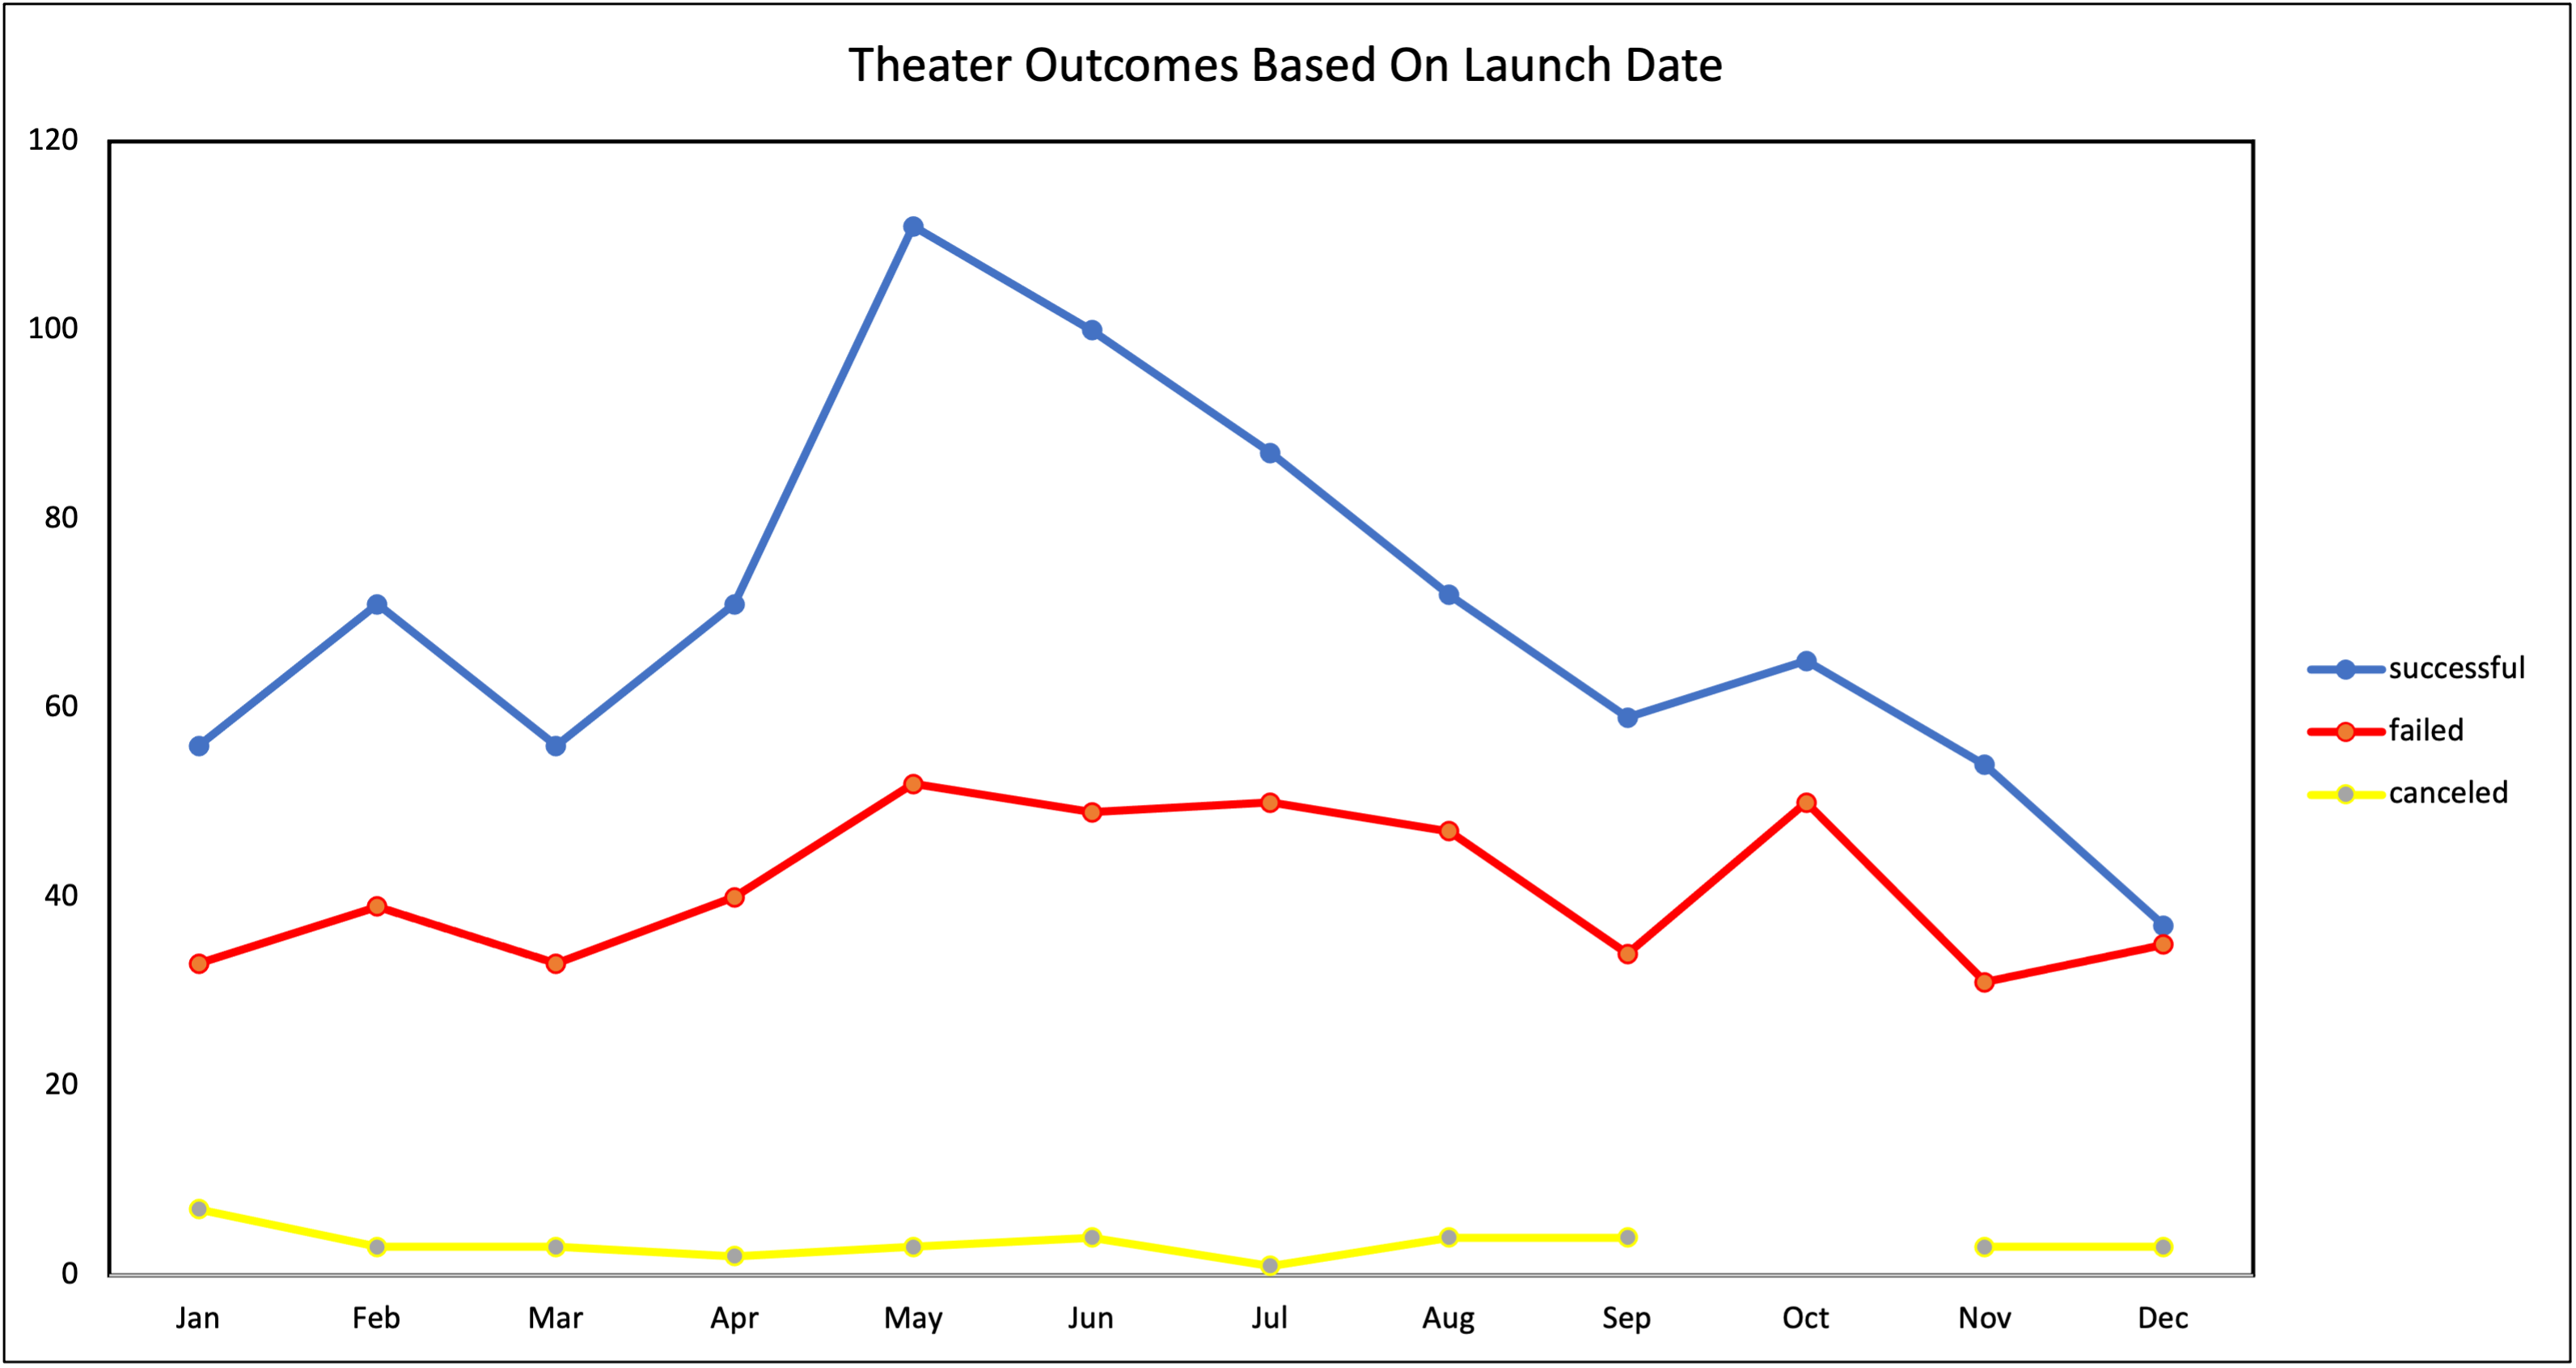 Theater Outcomes Based On Launch Date
120
100
80
60
40
20
0
Jan Feb Mar Apr May Jun Jul Aug Sep Oct Nov Dec
successful
failed
canceled